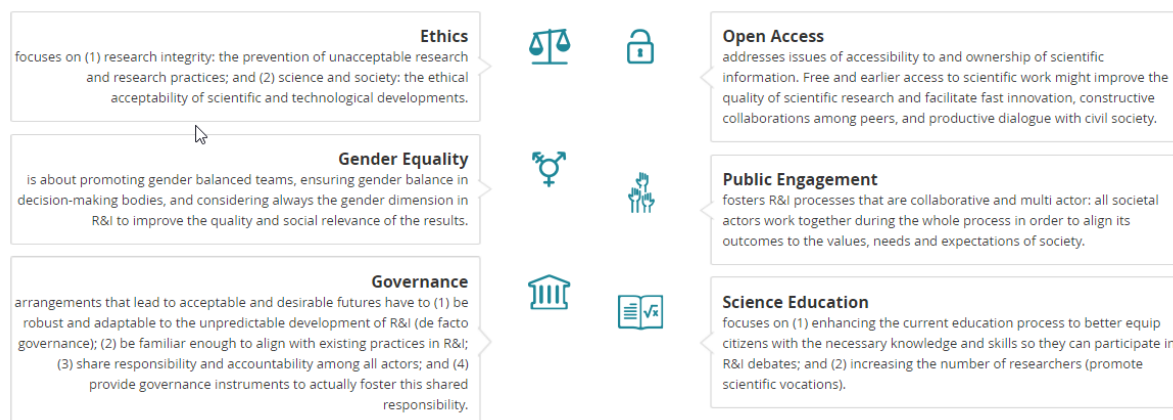 Ethics
focuses on (1) research integrity: the prevention of unacceptable research
and research practices; and (2) science and society: the ethical
acceptability of scientific and technological developments.
Gender Equality
is about promoting gender balanced teams, ensuring gender balance in
decision-making bodies, and considering always the gender dimension in
R&I to improve the quality and social relevance of the results.
Governance
arrangements that lead to acceptable and desirable futures have to (1) be
robust and adaptable to the unpredictable development of R&I (de facto
governance); (2) be familiar enough to align with existing practices in R&I;
(3) share responsibility and accountability among all actors; and (4)
provide governance instruments to actually foster this shared
responsibility.
Open Access
addresses issues of accessibility to and ownership of scientific
information. Free and earlier access to scientific work might improve the
quality of scientific research and facilitate fast innovation, constructive
collaborations among peers, and productive dialogue with civil society.
Public Engagement
fosters R&I processes that are collaborative and multi actor: all societal
actors work together during the whole process in order to align its
outcomes to the values, needs and expectations of society.
Science Education
focuses on (1) enhancing the current education process to better equip
citizens with the necessary knowledge and skills so they can participate in
R&I debates; and (2) increasing the number of researchers (promote
scientific vocations).